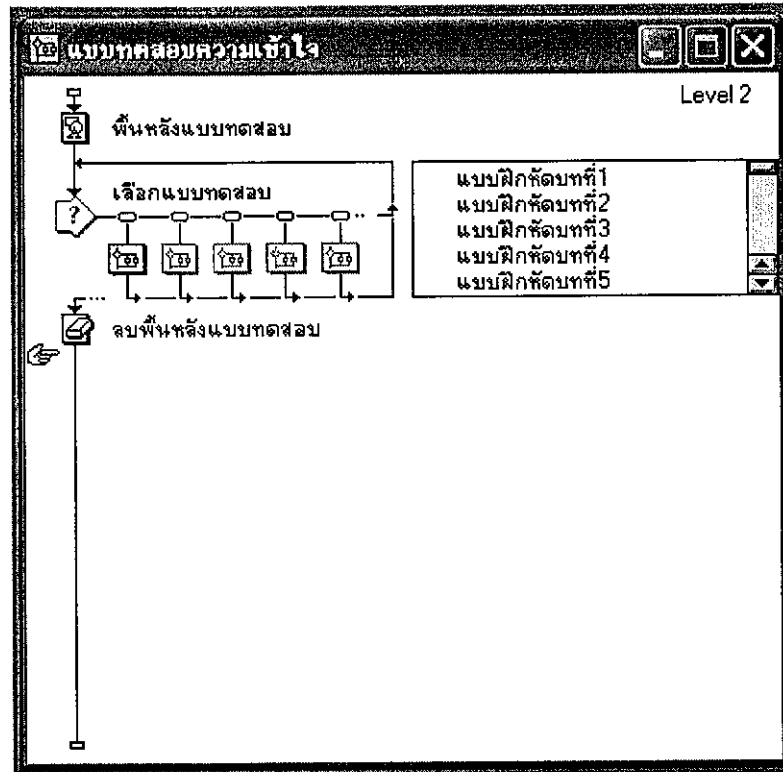 แบบทดสอบความเข้าใจ
Level 2
พื้นหลังแบบทดสอบ
เลือกแบบทดสอบ
?
แบบฝึกหัดบทที่1
แบบฝึกหัดบทที่2
แบบฝึกหัดบทที่3
แบบฝึกหัดบทที่4
แบบฝึกหัดบทที่5
ลบพื้นหลังแบบทดสอบ